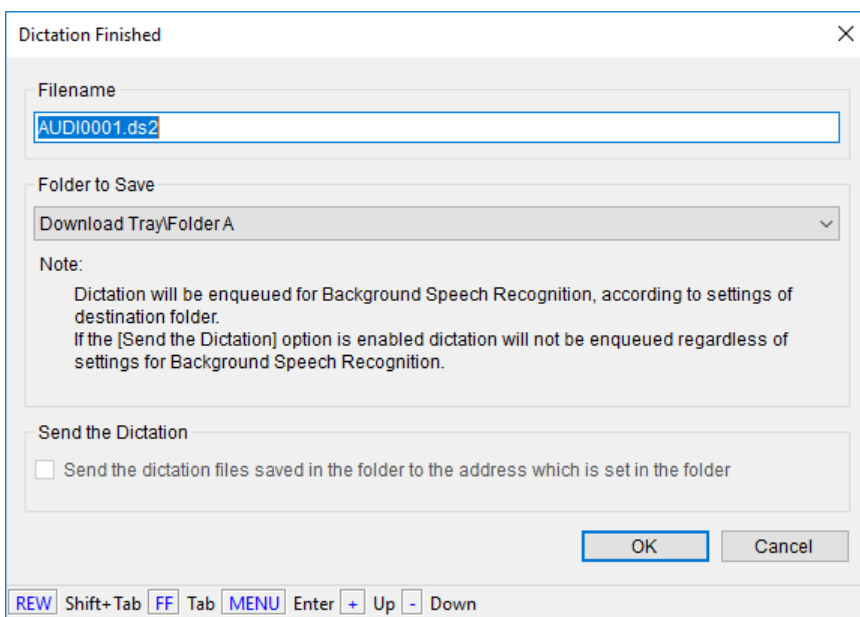 Dictation Finished
Filename
AUDI0001.ds2
Folder to Save
Download Tray\Folder A
Note:
Dictation will be enqueued for Background Speech Recognition, according to settings of
destination folder.
If the [Send the Dictation] option is enabled dictation will not be enqueued regardless of
settings for Background Speech Recognition.
Send the Dictation
Send the dictation files saved in the folder to the address which is set in the folder
OK Cancel
REW Shift+Tab FF Tab MENU Enter + Up - Down